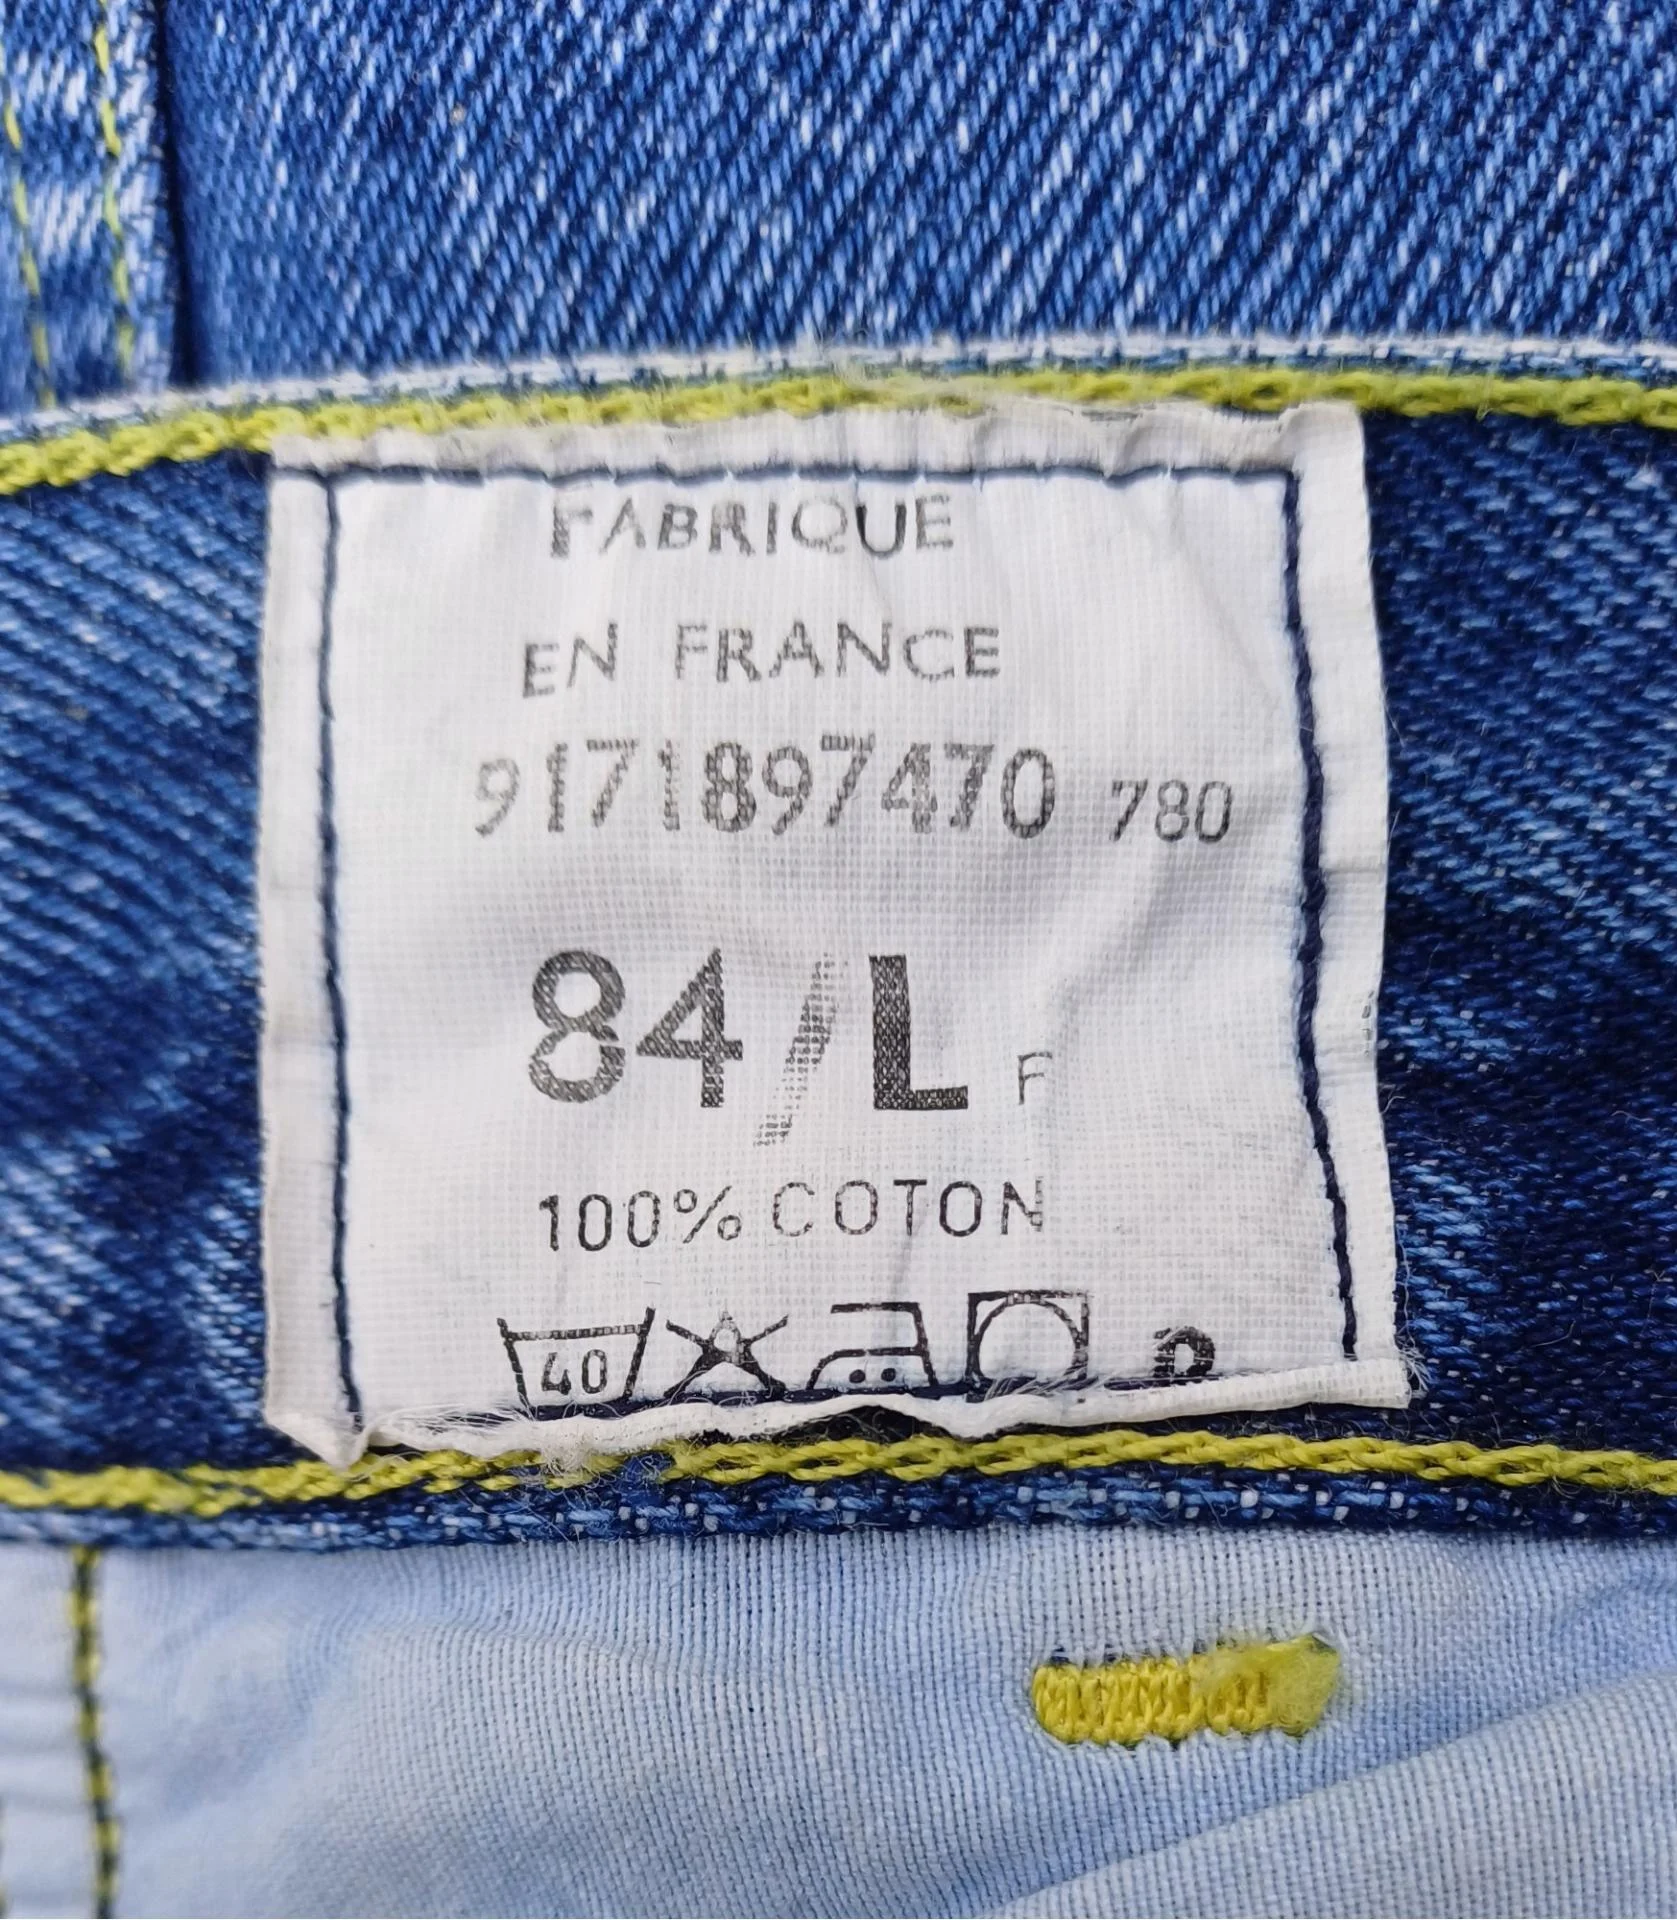 FABRIQUE
EN FRANCE
9171897470 780
84/L F
100% COTON
40